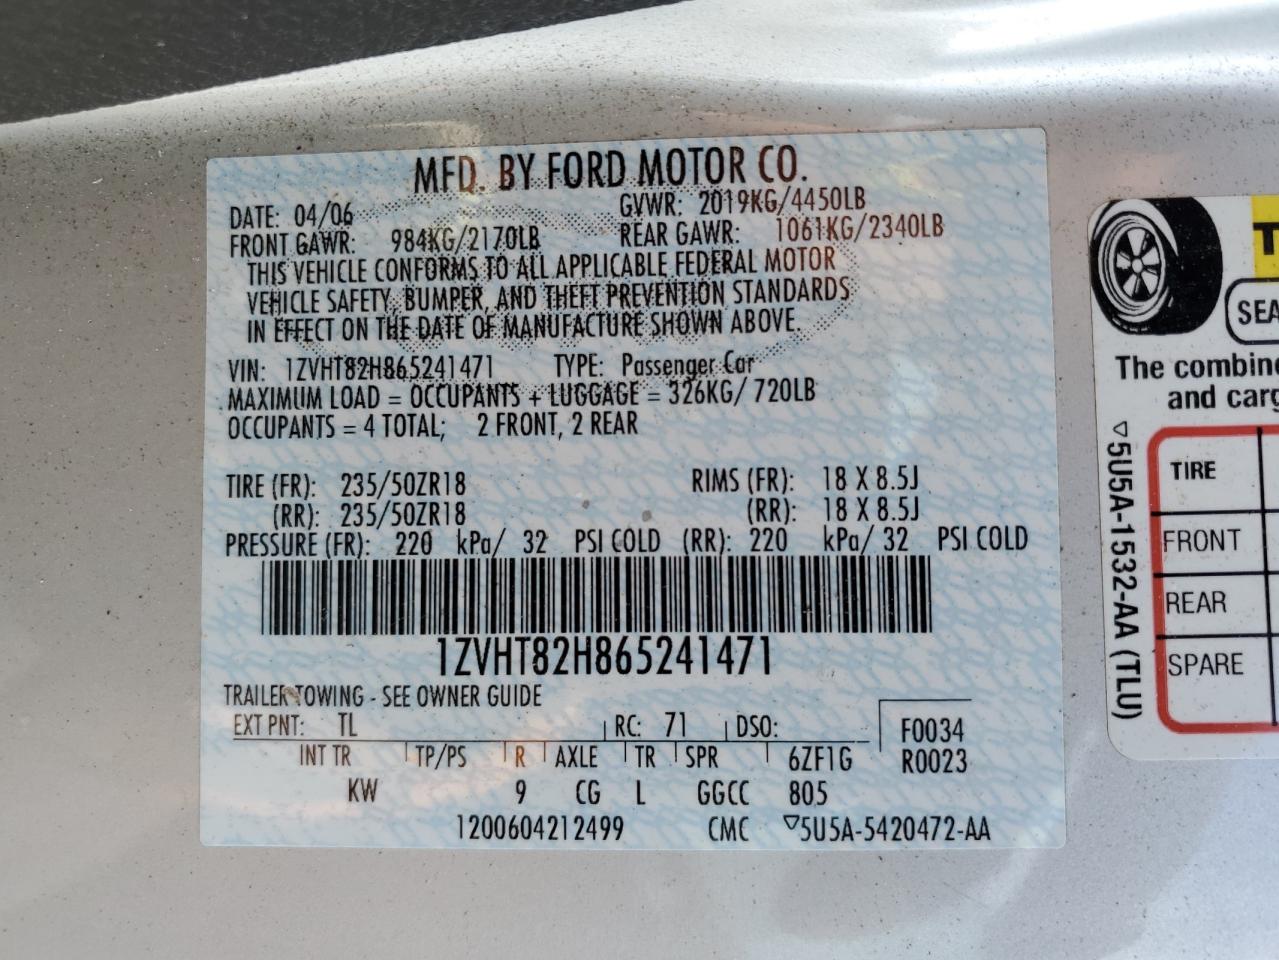 MFD. BY FORD MOTOR CO.
DATE: 04/06 GVWR: 2019KG/4450LB
FRONT GAWR: 984KG/2170LB REAR GAWR: 1061KG/2340LB
THIS VEHICLE CONFORMS TO ALL APPLICABLE FEDERAL MOTOR
VEHICLE SAFETY, BUMPER, AND THEFT PREVENTION STANDARDS
IN EFFECT ON THE DATE OF MANUFACTURE SHOWN ABOVE.
VIN: 1ZVHT82H865241471 TYPE: Passenger Car
MAXIMUM LOAD = OCCUPANTS + LUGGAGE = 326KG/ 720LB
OCCUPANTS = 4 TOTAL; 2 FRONT, 2 REAR
TIRE (FR): 235/50ZR18 RIMS (FR): 18 X 8.5J
(RR): 235/50ZR18 (RR): 18 X 8.5J
PRESSURE (FR): 220 kPa/ 32 PSI COLD (RR): 220 kPa/ 32 PSI COLD
1ZVHT82H865241471
TRAILER TOWING - SEE OWNER GUIDE
EXT PNT: TL RC: 71 DSO: F0034
INT TR TP/PS R AXLE TR SPR 6ZF1G R0023
KW 9 CG L GGCC 805
1200604212499 CMC ▽5U5A-5420472-AA
The
and
TIRE
FRONT
REAR
SPARE
▽5U5A-1532-AA (TLU)